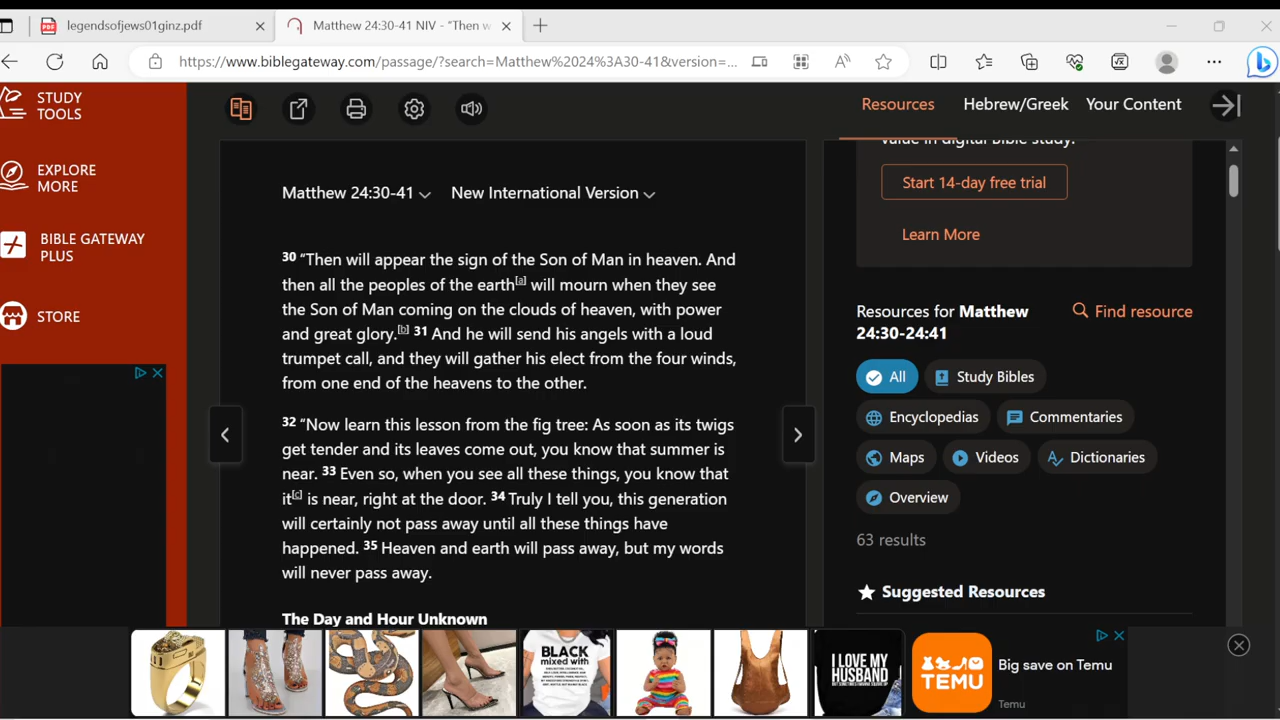 legendsofjews01ginz.pdf
Matthew 24:30-41 NIV - "Then w
https://www.biblegateway.com/passage/?search=Matthew%2024%3A30-41&version=...
STUDY
TOOLS
EXPLORE
MORE
BIBLE GATEWAY
PLUS
STORE
Matthew 24:30-41
New International Version
30 “Then will appear the sign of the Son of Man in heaven. And
then all the peoples of the earth[a] will mourn when they see
the Son of Man coming on the clouds of heaven, with power
and great glory.[b] 31 And he will send his angels with a loud
trumpet call, and they will gather his elect from the four winds,
from one end of the heavens to the other.
32 “Now learn this lesson from the fig tree: As soon as its twigs
get tender and its leaves come out, you know that summer is
near. 33 Even so, when you see all these things, you know that
it[c] is near, right at the door. 34 Truly I tell you, this generation
will certainly not pass away until all these things have
happened. 35 Heaven and earth will pass away, but my words
will never pass away.
The Day and Hour Unknown
Resources Hebrew/Greek Your Content
value in digital Bible study.
Start 14-day free trial
Learn More
Resources for Matthew
24:30-24:41
Find resource
All Study Bibles
Encyclopedias Commentaries
Maps Videos Dictionaries
Overview
63 results
Suggested Resources
BLACK
mixed with
I LOVE MY
HUSBAND
TEMU
Big save on Temu
Temu